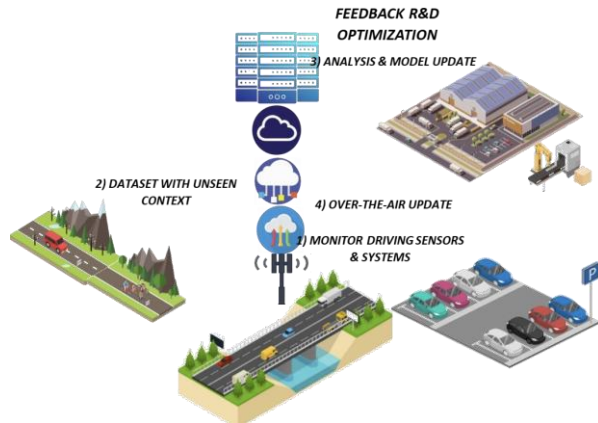 FEEDBACK R&D
OPTIMIZATION
3) ANALYSIS & MODEL UPDATE
2) DATASET WITH UNSEEN
CONTEXT
4) OVER-THE-AIR UPDATE
1) MONITOR DRIVING SENSORS
& SYSTEMS
P